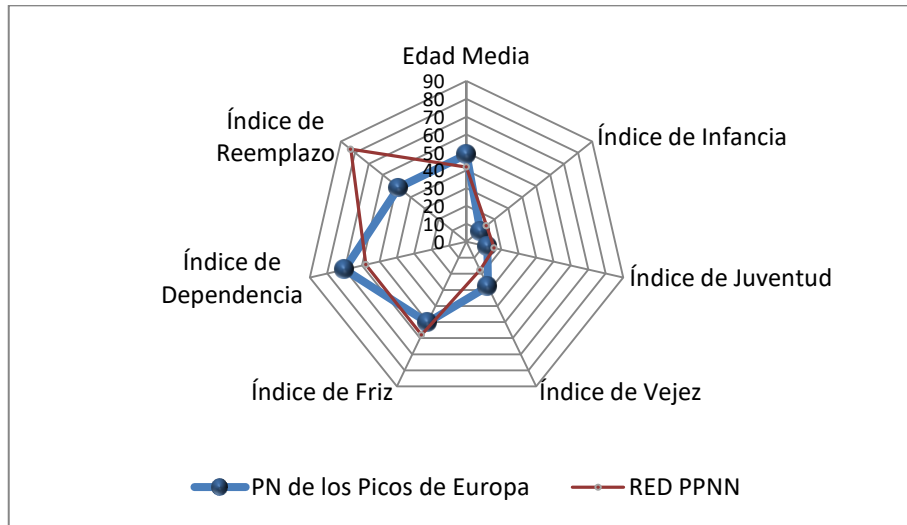 Edad Media
90
80
70
60
50
40
30
20
10
0
Índice de Infancia
Índice de Juventud
Índice de Vejez
Índice de Friz
Índice de
Dependencia
Índice de
Reemplazo
PN de los Picos de Europa
RED PPNN